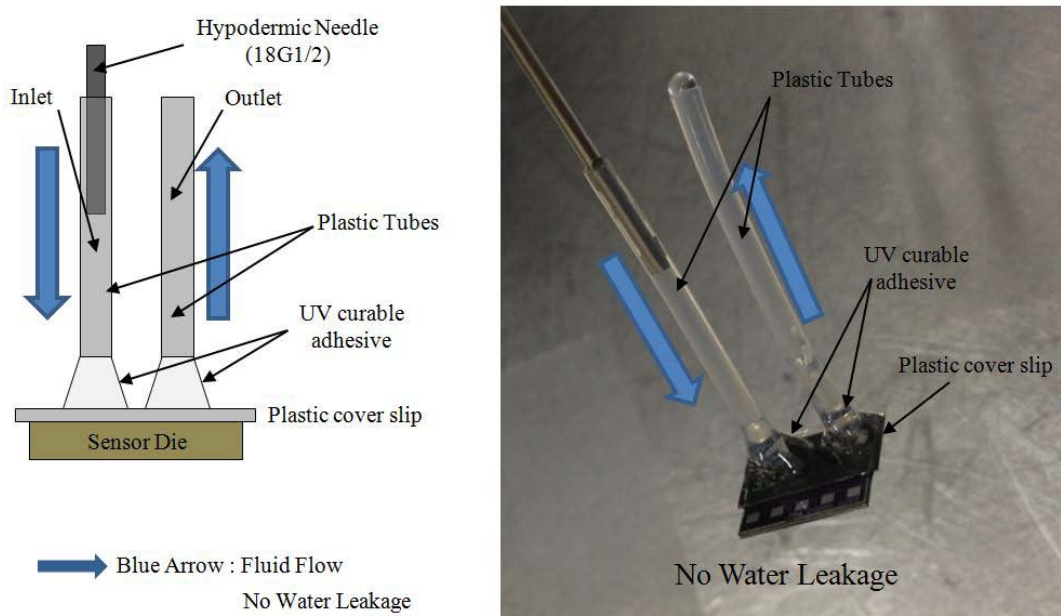 Hypodermic Needle
(18G1/2)
Inlet
Outlet
Plastic Tubes
UV curable
adhesive
Plastic cover slip
Sensor Die
Blue Arrow : Fluid Flow
No Water Leakage
Plastic Tubes
UV curable
adhesive
Plastic cover slip
No Water Leakage